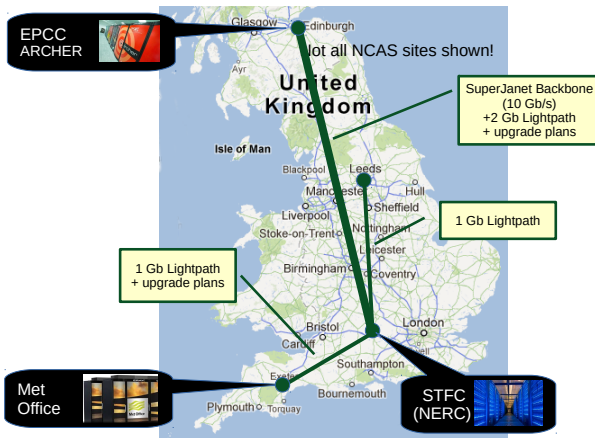 EPCC
ARCHER
Glasgow
Edinburgh
Not all NCAS sites shown!
Ayr
United
Kingdom
SuperJanet Backbone
(10 Gb/s)
+2 Gb Lightpath
+ upgrade plans
Isle of Man
Blackpool
Leeds
Manchester
Hull
Liverpool
Sheffield
1 Gb Lightpath
Stoke-on-Trent
Nottingham
Leicester
1 Gb Lightpath
+ upgrade plans
Birmingham
Coventry
Bristol
London
Cardiff
Southampton
Exeter
Met
Office
Met Office
Bournemouth
Plymouth
Torquay
STFC
(NERC)